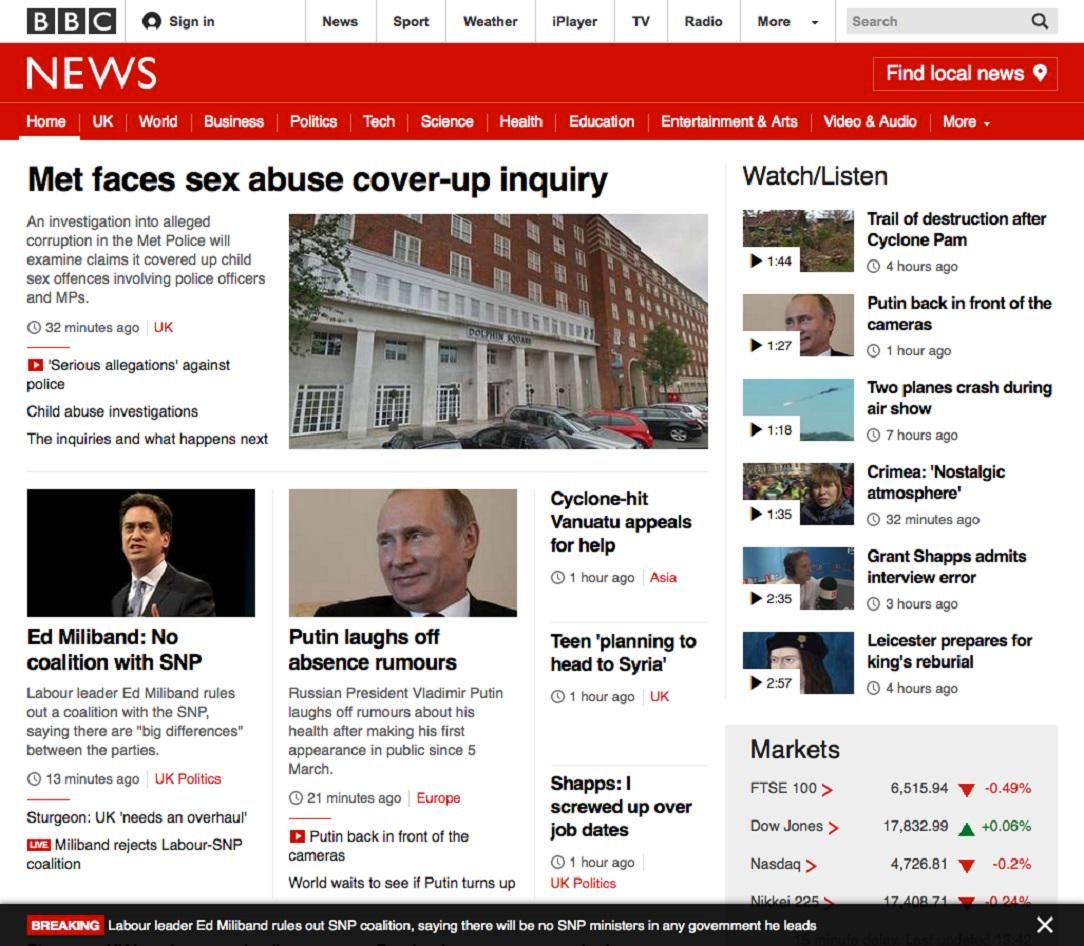 BBC
Sign in
News
Sport
Weather
iPlayer
TV
Radio
More
Search
NEWS
Find local news
Home
UK
World
Business
Politics
Tech
Science
Health
Education
Entertainment & Arts
Video & Audio
More
Met faces sex abuse cover-up inquiry
An investigation into alleged
corruption in the Met Police will
examine claims it covered up child
sex offences involving police officers
and MPs.
32 minutes ago
UK
'Serious allegations' against
police
Child abuse investigations
The inquiries and what happens next
DOLPHIN SQUARE
Ed Miliband: No
coalition with SNP
Labour leader Ed Miliband rules
out a coalition with the SNP,
saying there are "big differences"
between the parties.
13 minutes ago
UK Politics
Sturgeon: UK 'needs an overhaul'
LIVE Miliband rejects Labour-SNP
coalition
Putin laughs off
absence rumours
Russian President Vladimir Putin
laughs off rumours about his
health after making his first
appearance in public since 5
March.
21 minutes ago
Europe
Putin back in front of the
cameras
World waits to see if Putin turns up
Cyclone-hit
Vanuatu appeals
for help
1 hour ago
Asia
Teen 'planning to
head to Syria'
1 hour ago
UK
Shapps: I
screwed up over
job dates
1 hour ago
UK Politics
Watch/Listen
1:44
Trail of destruction after
Cyclone Pam
4 hours ago
1:27
Putin back in front of the
cameras
1 hour ago
1:18
Two planes crash during
air show
7 hours ago
1:35
Crimea: 'Nostalgic
atmosphere'
32 minutes ago
2:35
Grant Shapps admits
interview error
3 hours ago
2:57
Leicester prepares for
king's reburial
4 hours ago
Markets
FTSE 100 6,515.94 -0.49%
Dow Jones 17,832.99 +0.06%
Nasdaq 4,726.81 -0.2%
Nikkei 225 17,408.71 -0.24%
BREAKING Labour leader Ed Miliband rules out SNP coalition, saying there will be no SNP ministers in any government he leads